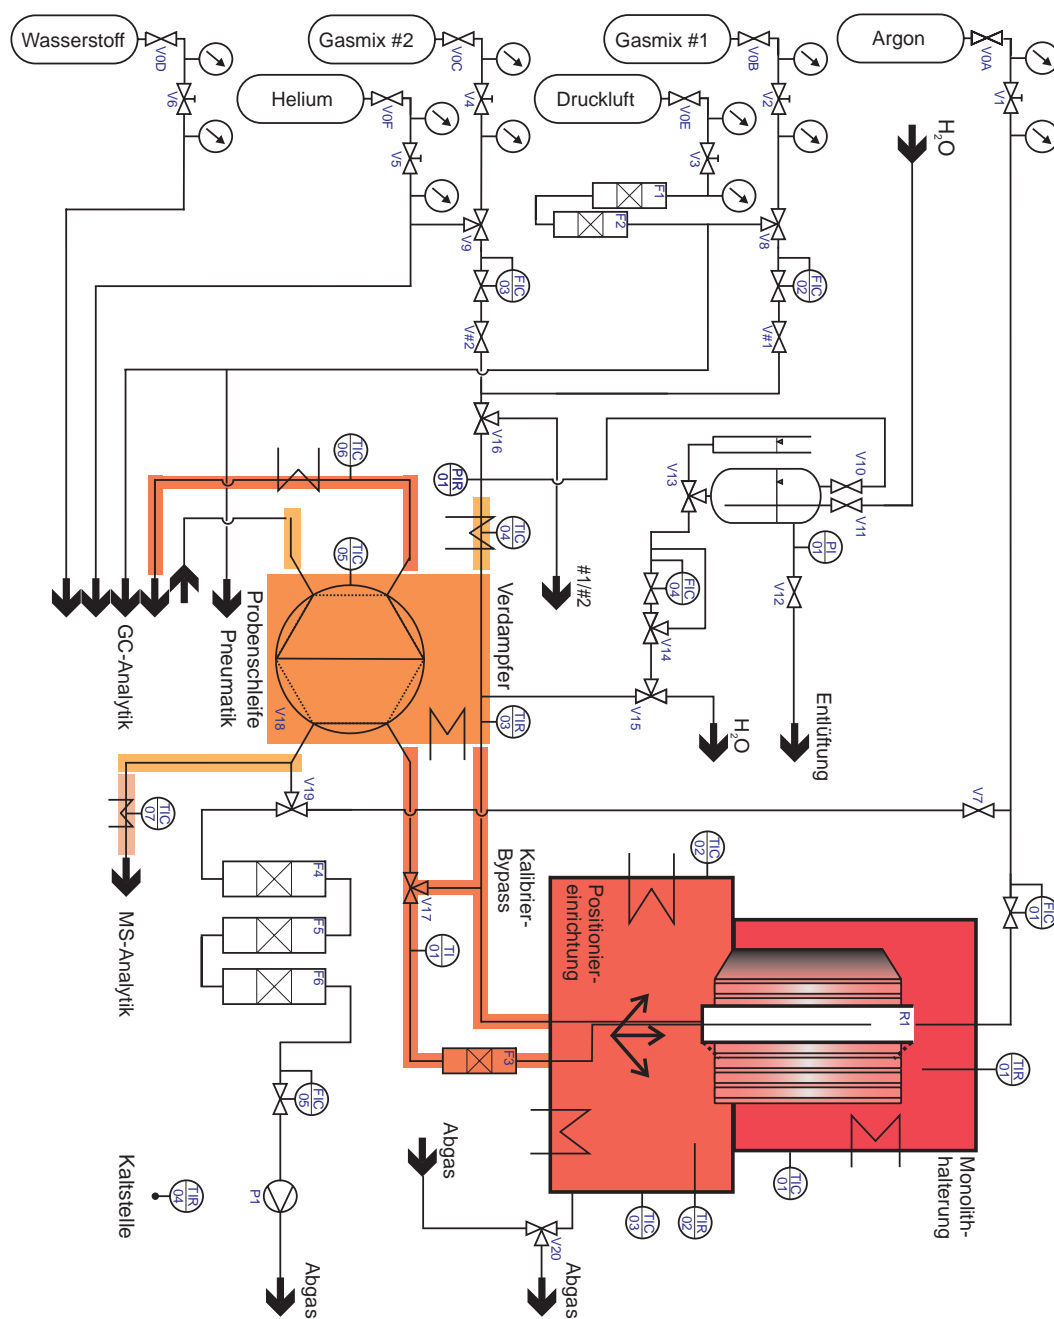 Wasserstoff
V0D
Gasmix #2
V0C
Gasmix #1
V0B
Argon
V0A
V6
Helium
V0F
V4
Druckluft
V0E
V2
V1
V5
V3
H₂O
F1
F2
V9
V8
FIC
03
FIC
02
V#2
V#1
V16
TIC
06
PIR
01
V13
V10
V11
TIC
04
PI
01
TIC
05
FIC
04
V12
#1/#2
V14
GC-Analytik
Probenschleife
Pneumatik
Verdampfer
V18
TIR
03
V15
H₂O
Entlüftung
V19
V7
TIC
07
TIC
02
Kalibrier-
Bypass
V17
F4
MS-Analytik
F5
TI
01
Positionier-
einrichtung
FIC
01
F6
R1
F3
TIR
01
FIC
05
Abgas
Monolith-
halterung
Kaltstelle
TIR
04
P1
TIC
03
TIR
02
TIC
01
V20
Abgas
Abgas